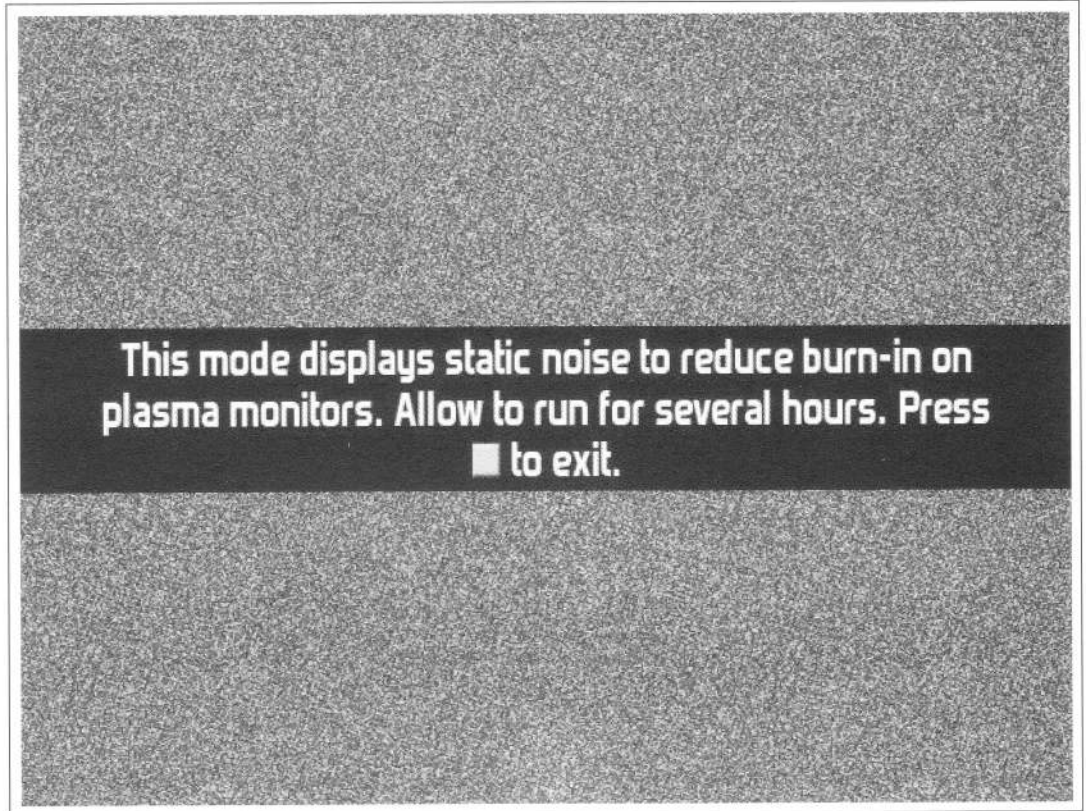 This mode displays static noise to reduce burn-in on
plasma monitors. Allow to run for several hours. Press
■ to exit.